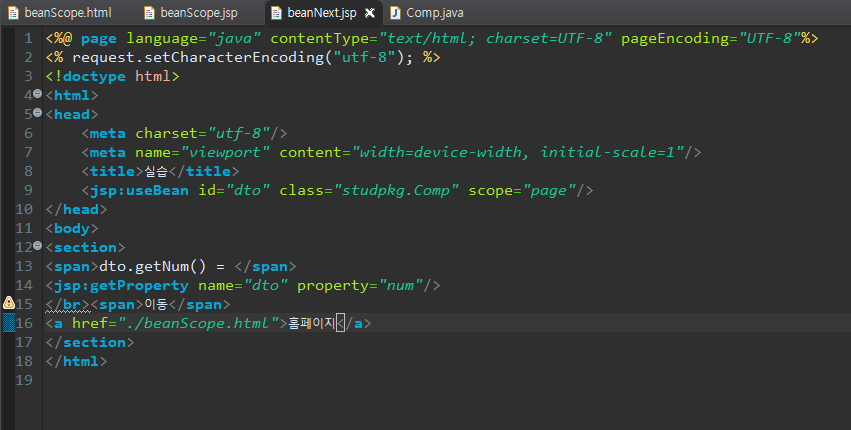 beanScope.html beanScope.jsp beanNext.jsp Comp.java
1 <%@ page language="java" contentType="text/html; charset=UTF-8" pageEncoding="UTF-8"%>
2 <% request.setCharacterEncoding("utf-8"); %>
3 <!doctype html>
4 <html>
5 <head>
6     <meta charset="utf-8"/>
7     <meta name="viewport" content="width=device-width, initial-scale=1"/>
8     <title>실습</title>
9     <jsp:useBean id="dto" class="studpkg.Comp" scope="page"/>
10 </head>
11 <body>
12 <section>
13 <span>dto.getNum() = </span>
14 <jsp:getProperty name="dto" property="num"/>
15 </br><span>이동</span>
16 <a href="./beanScope.html">홈페이지</a>
17 </section>
18 </html>
19